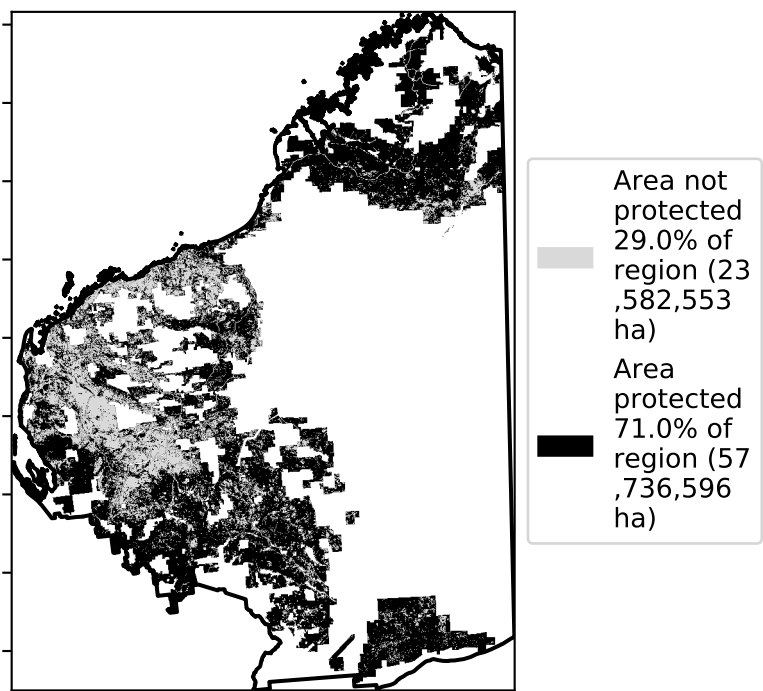 Area not
protected
29.0% of
region (23
,582,553
ha)
Area
protected
71.0% of
region (57
,736,596
ha)